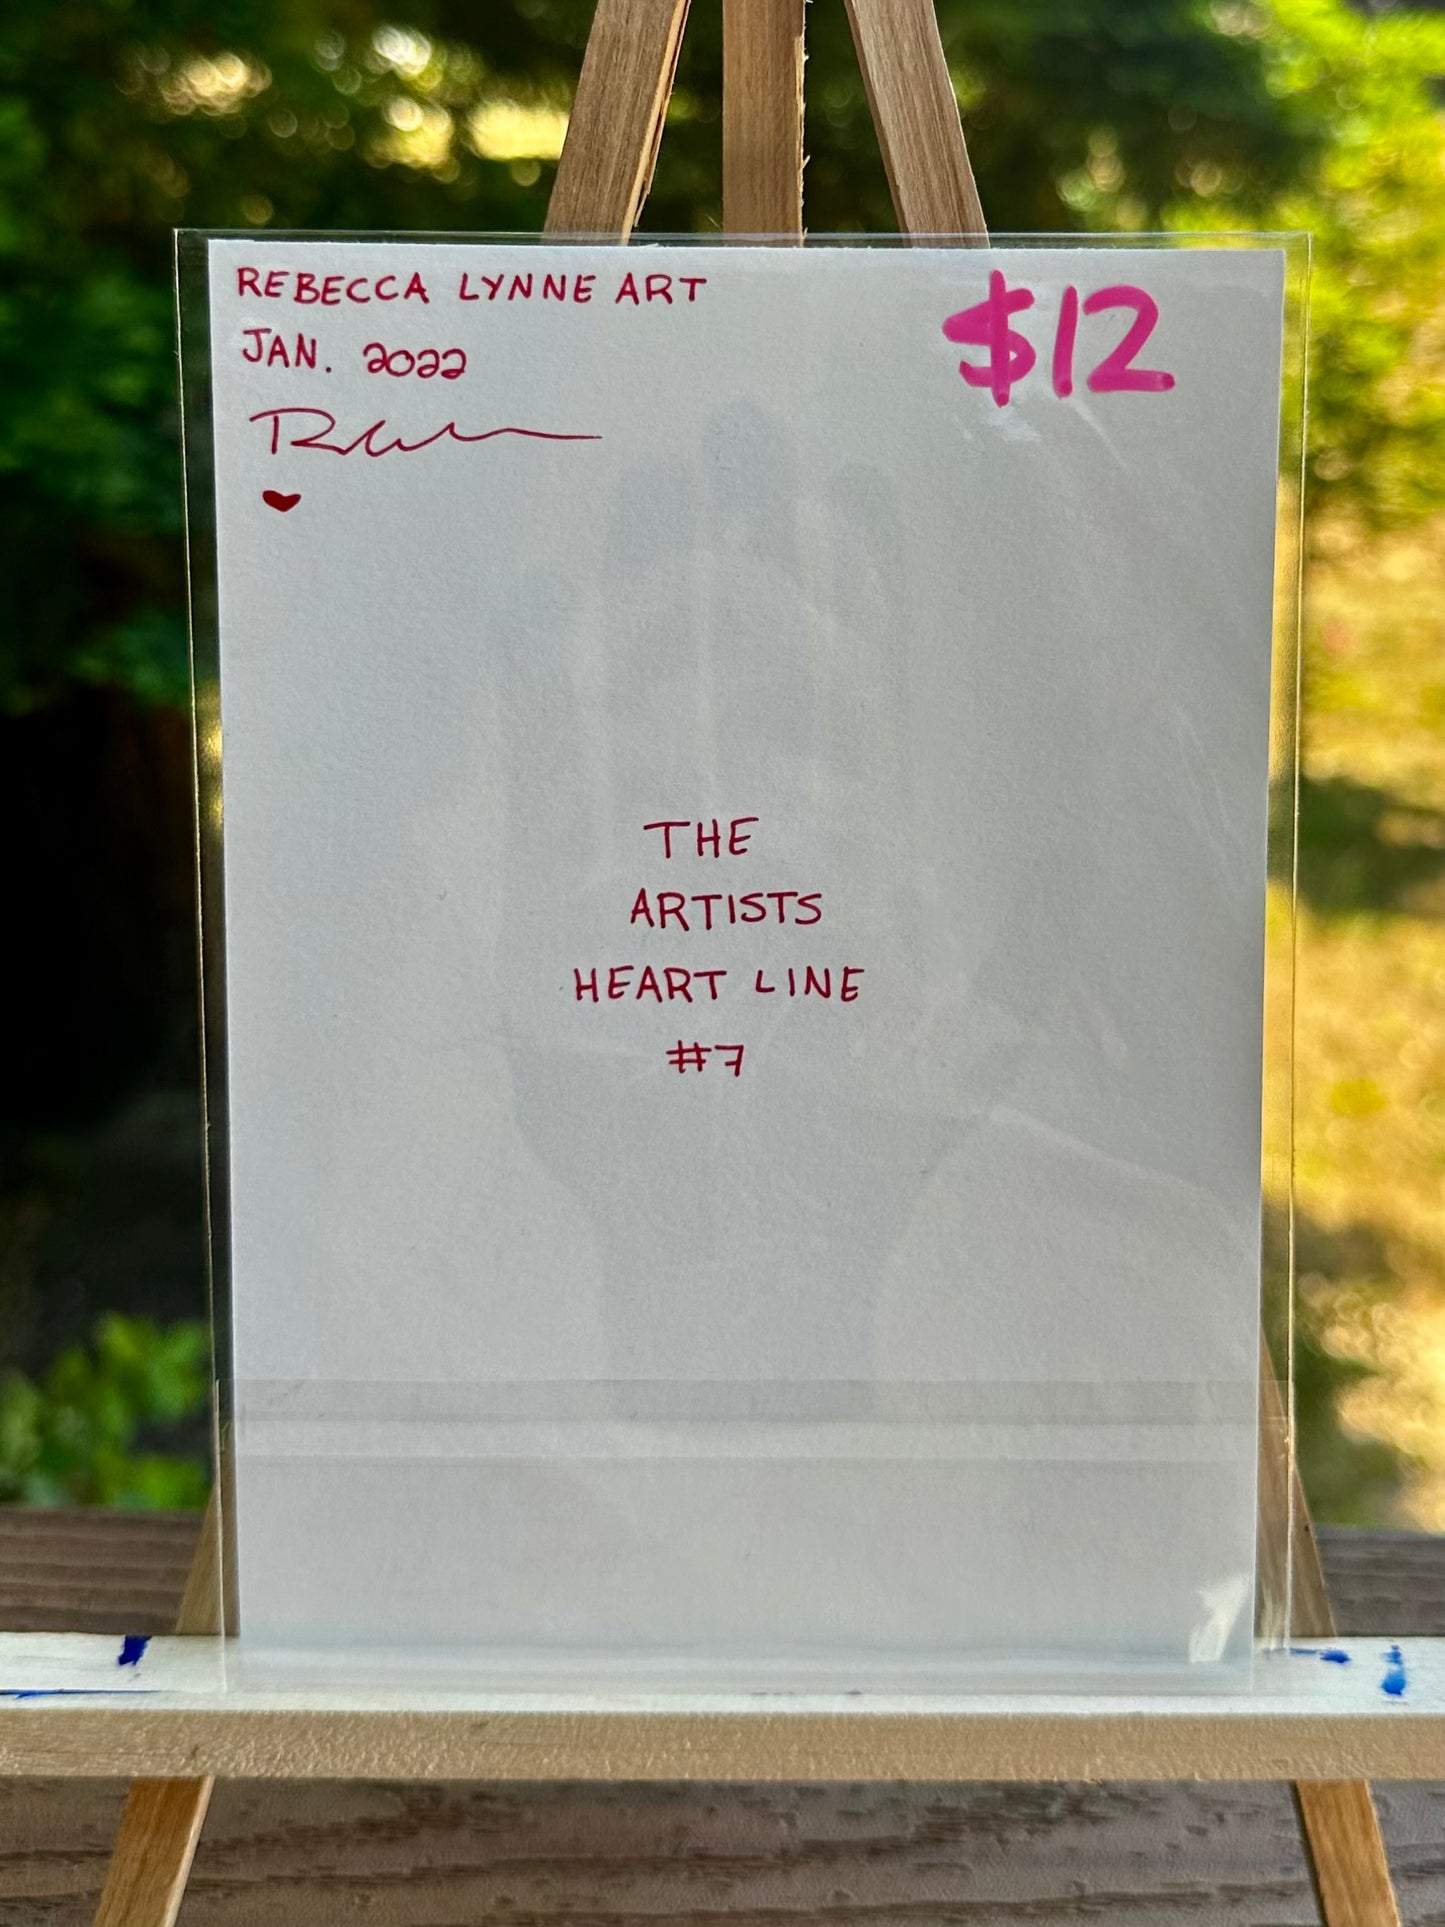 REBECCA LYNNE ART
$12
JAN. 2022
THE
ARTISTS
HEART LINE
#7